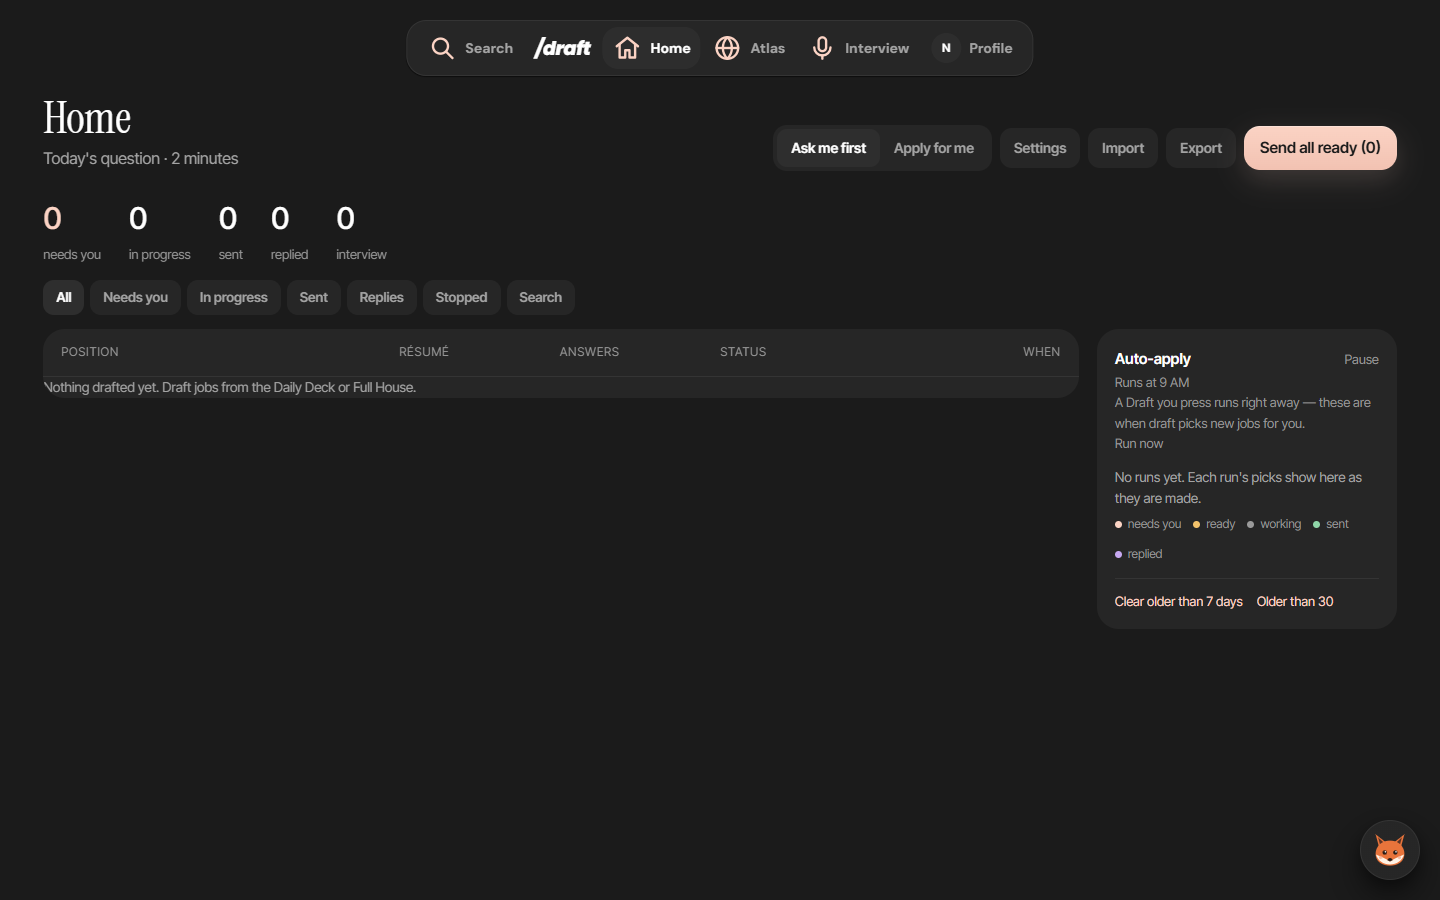 Search /draft Home Atlas Interview N Profile
Home
Today's question · 2 minutes
Ask me first Apply for me Settings Import Export Send all ready (0)
0 0 0 0 0
needs you in progress sent replied interview
All Needs you In progress Sent Replies Stopped Search
POSITION RÉSUMÉ ANSWERS STATUS WHEN
Nothing drafted yet. Draft jobs from the Daily Deck or Full House.
Auto-apply Pause
Runs at 9 AM
A Draft you press runs right away — these are
when draft picks new jobs for you.
Run now
No runs yet. Each run's picks show here as
they are made.
needs you ready working sent
replied
Clear older than 7 days Older than 30